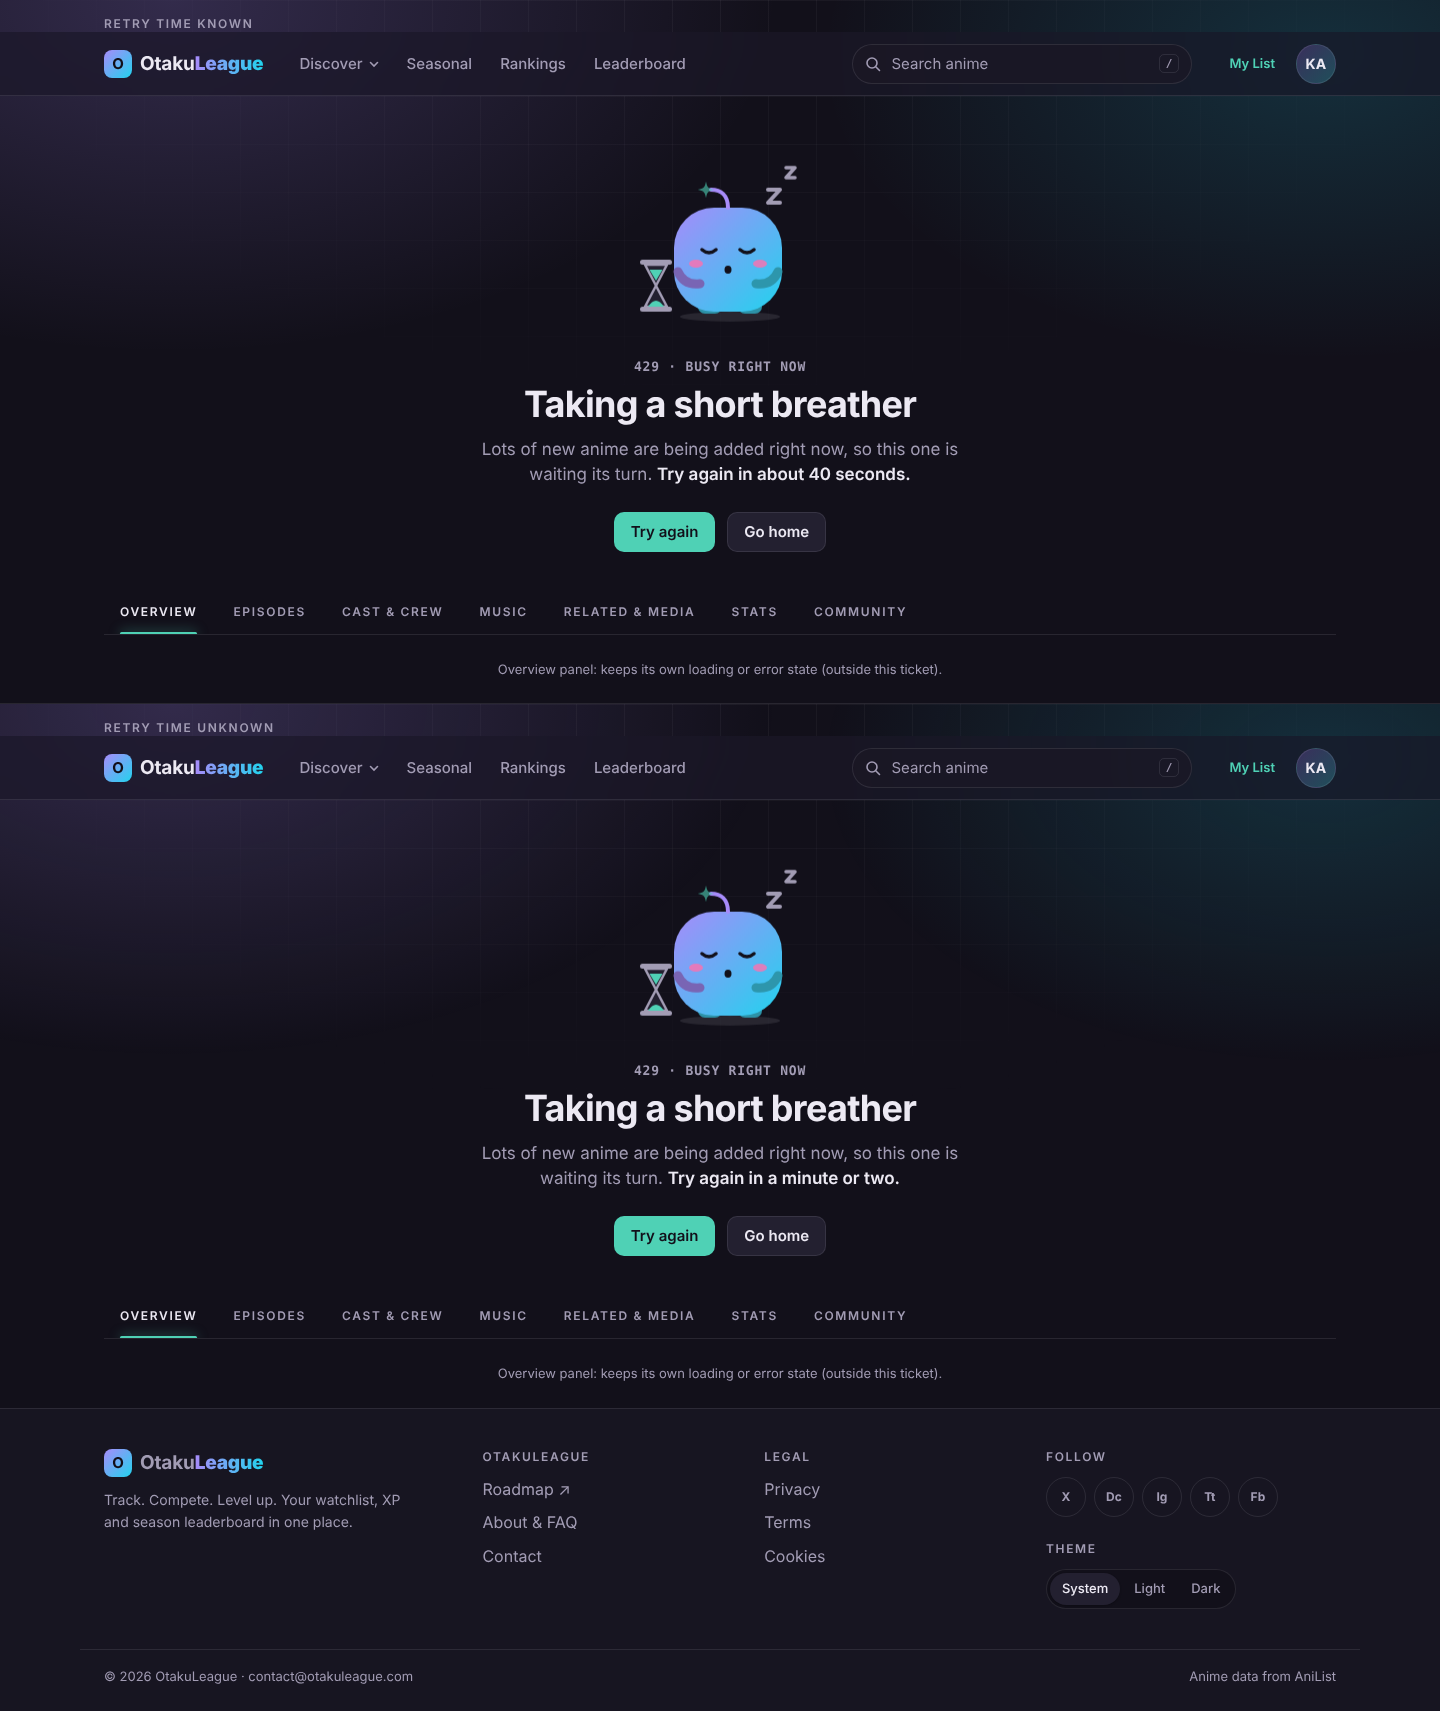 RETRY TIME KNOWN
O OtakuLeague Discover Seasonal Rankings Leaderboard Search anime / My List KA
z
z
429 · BUSY RIGHT NOW
Taking a short breather
Lots of new anime are being added right now, so this one is
waiting its turn. Try again in about 40 seconds.
Try again Go home
OVERVIEW EPISODES CAST & CREW MUSIC RELATED & MEDIA STATS COMMUNITY
Overview panel: keeps its own loading or error state (outside this ticket).
RETRY TIME UNKNOWN
O OtakuLeague Discover Seasonal Rankings Leaderboard Search anime / My List KA
z
z
429 · BUSY RIGHT NOW
Taking a short breather
Lots of new anime are being added right now, so this one is
waiting its turn. Try again in a minute or two.
Try again Go home
OVERVIEW EPISODES CAST & CREW MUSIC RELATED & MEDIA STATS COMMUNITY
Overview panel: keeps its own loading or error state (outside this ticket).
O OtakuLeague
Track. Compete. Level up. Your watchlist, XP
and season leaderboard in one place.
OTAKULEAGUE
Roadmap ↗
About & FAQ
Contact
LEGAL
Privacy
Terms
Cookies
FOLLOW
X Dc Ig Tt Fb
THEME
System Light Dark
© 2026 OtakuLeague · contact@otakuleague.com
Anime data from AniList